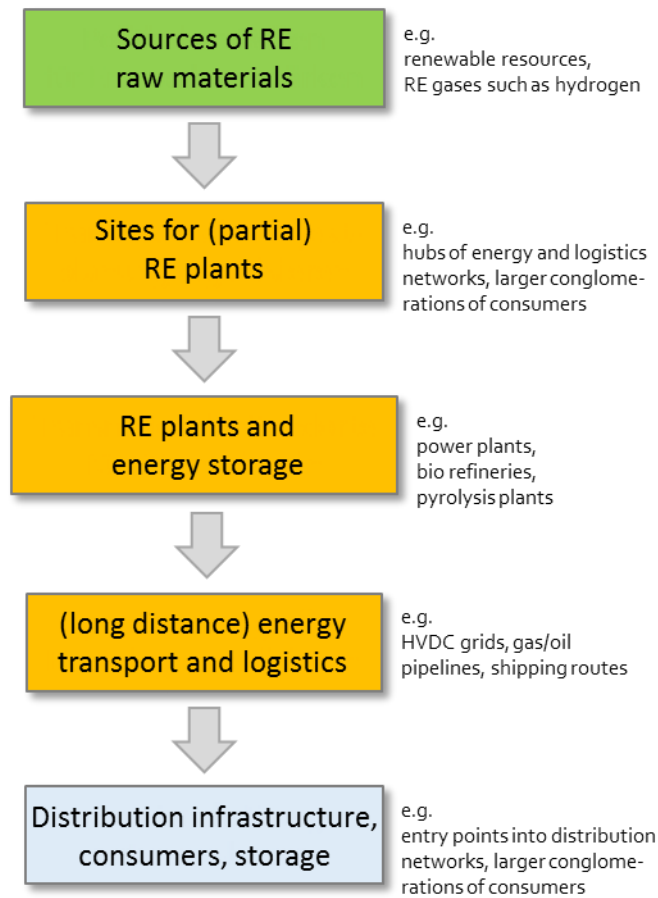 Sources of RE
raw materials
e.g.
renewable resources,
RE gases such as hydrogen
Sites for (partial)
RE plants
e.g.
hubs of energy and logistics
networks, larger conglome-
rations of consumers
RE plants and
energy storage
e.g.
power plants,
bio refineries,
pyrolysis plants
(long distance) energy
transport and logistics
e.g.
HVDC grids, gas/oil
pipelines, shipping routes
Distribution infrastructure,
consumers, storage
e.g.
entry points into distribution
networks, larger conglome-
rations of consumers